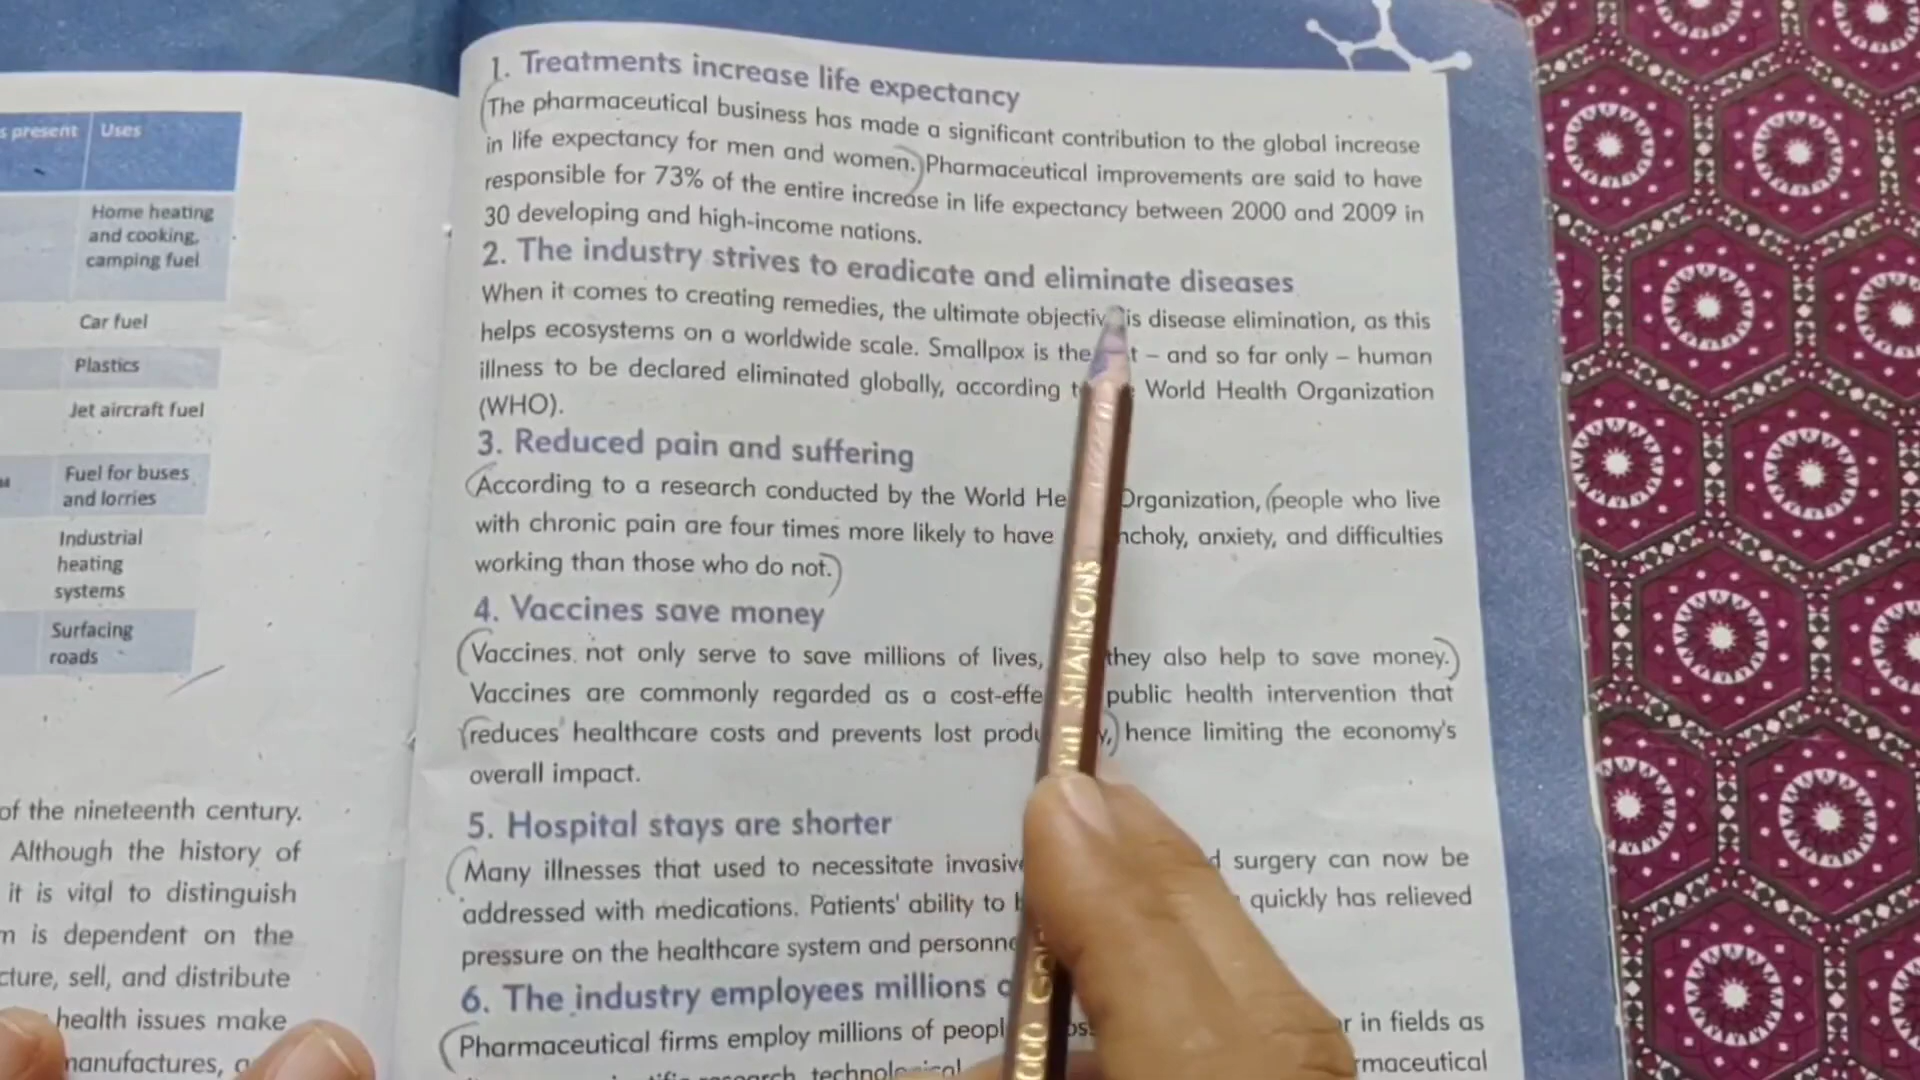 s present Uses
Home heating
and cooking,
camping fuel
Car fuel
Plastics
Jet aircraft fuel
Fuel for buses
and lorries
Industrial
heating
systems
Surfacing
roads
of the nineteenth century.
Although the history of
it is vital to distinguish
is dependent on the
cture, sell, and distribute
health issues make
manufactures,
1. Treatments increase life expectancy
The pharmaceutical business has made a significant contribution to the global increase
in life expectancy for men and women. Pharmaceutical improvements are said to have
responsible for 73% of the entire increase in life expectancy between 2000 and 2009 in
30 developing and high-income nations.
2. The industry strives to eradicate and eliminate diseases
When it comes to creating remedies, the ultimate objectiv is disease elimination, as this
helps ecosystems on a worldwide scale. Smallpox is the t – and so far only – human
illness to be declared eliminated globally, according World Health Organization
(WHO).
3. Reduced pain and suffering
According to a research conducted by the World He Organization, people who live
with chronic pain are four times more likely to have ncholy, anxiety, and difficulties
working than those who do not.
4. Vaccines save money
Vaccines not only serve to save millions of lives, they also help to save money.
Vaccines are commonly regarded as a cost-effe public health intervention that
reduces healthcare costs and prevents lost produ y, hence limiting the economy's
overall impact.
5. Hospital stays are shorter
Many illnesses that used to necessitate invasiv d surgery can now be
addressed with medications. Patients' ability to quickly has relieved
pressure on the healthcare system and personn
6. The industry employees millions
Pharmaceutical firms employ millions of peopl r in fields as
research, technological rmaceutical
SHAHSONS